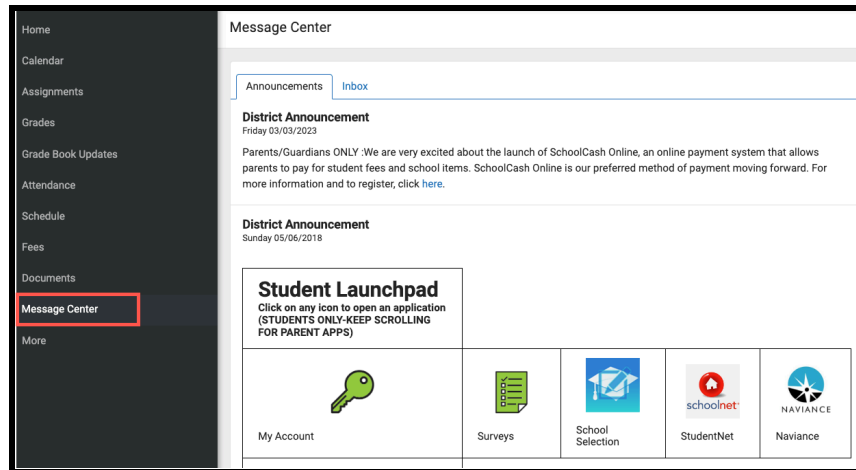 Home
Calendar
Assignments
Grades
Grade Book Updates
Attendance
Schedule
Fees
Documents
Message Center
More
Message Center
Announcements
Inbox
District Announcement
Friday 03/03/2023
Parents/Guardians ONLY :We are very excited about the launch of SchoolCash Online, an online payment system that allows
parents to pay for student fees and school items. SchoolCash Online is our preferred method of payment moving forward. For
more information and to register, click here.
District Announcement
Sunday 05/06/2018
Student Launchpad
Click on any icon to open an application
(STUDENTS ONLY-KEEP SCROLLING
FOR PARENT APPS)
My Account
Surveys
School
Selection
schoolnet
StudentNet
NAVIANCE
Naviance